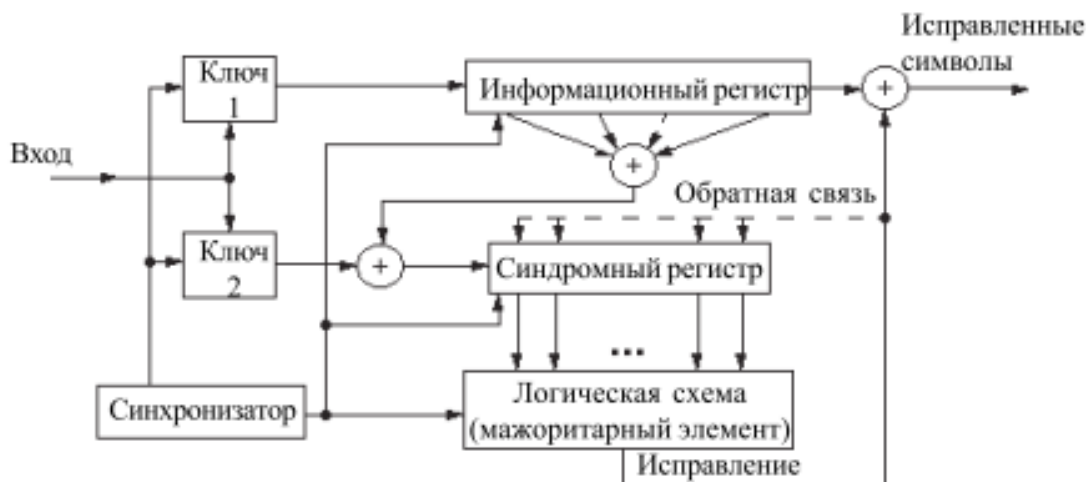 Исправленные
символы
Ключ
1
Информационный регистр
+
Вход
+
Обратная связь
Ключ
2
+
Синдромный регистр
...
Синхронизатор
Логическая схема
(мажоритарный элемент)
Исправление